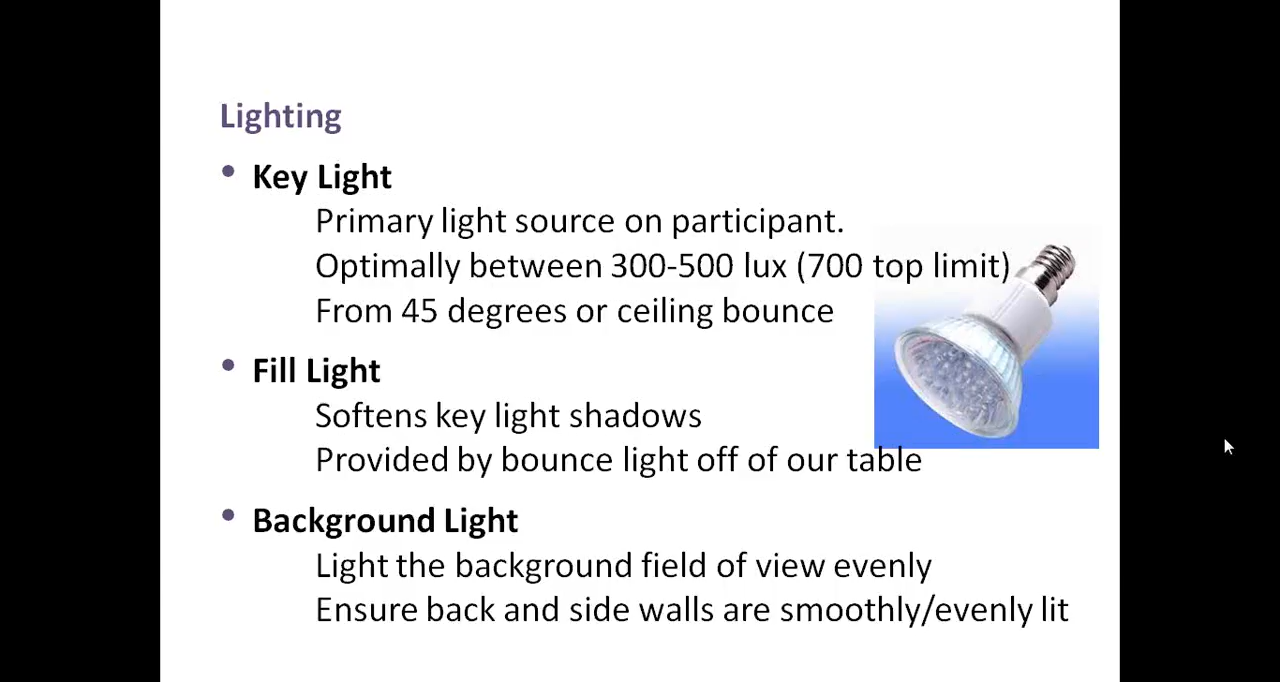 Lighting
• Key Light
Primary light source on participant.
Optimally between 300-500 lux (700 top limit)
From 45 degrees or ceiling bounce
• Fill Light
Softens key light shadows
Provided by bounce light off of our table
• Background Light
Light the background field of view evenly
Ensure back and side walls are smoothly/evenly lit